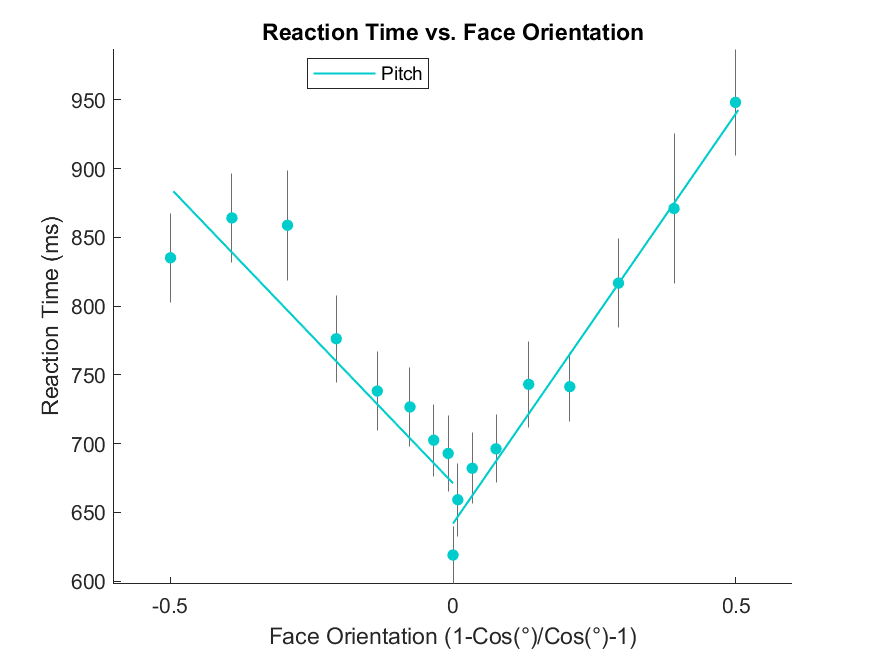 Reaction Time vs. Face Orientation
Pitch
950
900
850
800
750
700
650
600
Reaction Time (ms)
-0.5 0 0.5
Face Orientation (1-Cos(°)/Cos(°)-1)